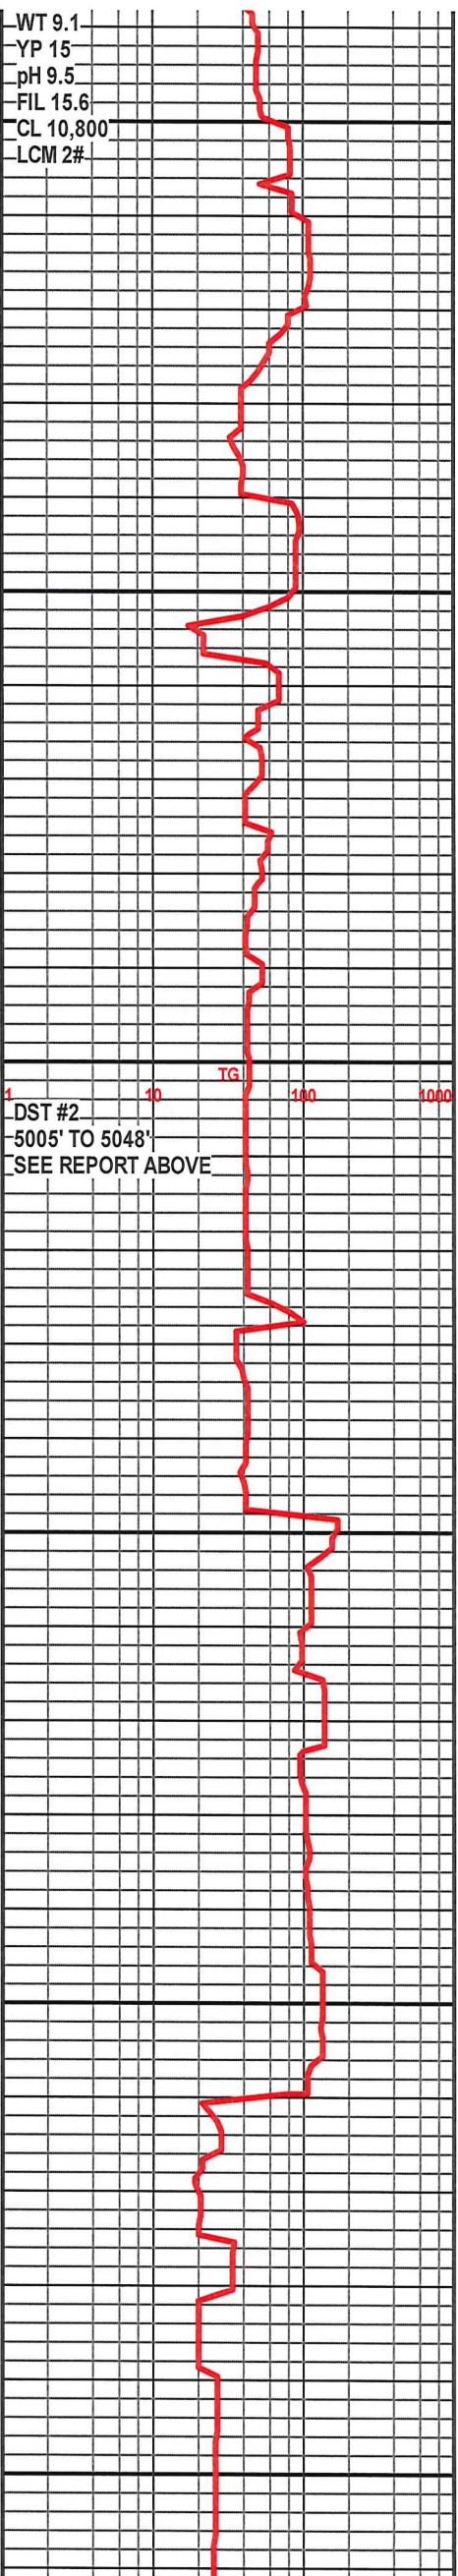 WT 9.1
YP 15
pH 9.5
FIL 15.6
CL 10,800
LCM 2#
TG
1 10 100 1000
DST #2
5005' TO 5048'
SEE REPORT ABOVE